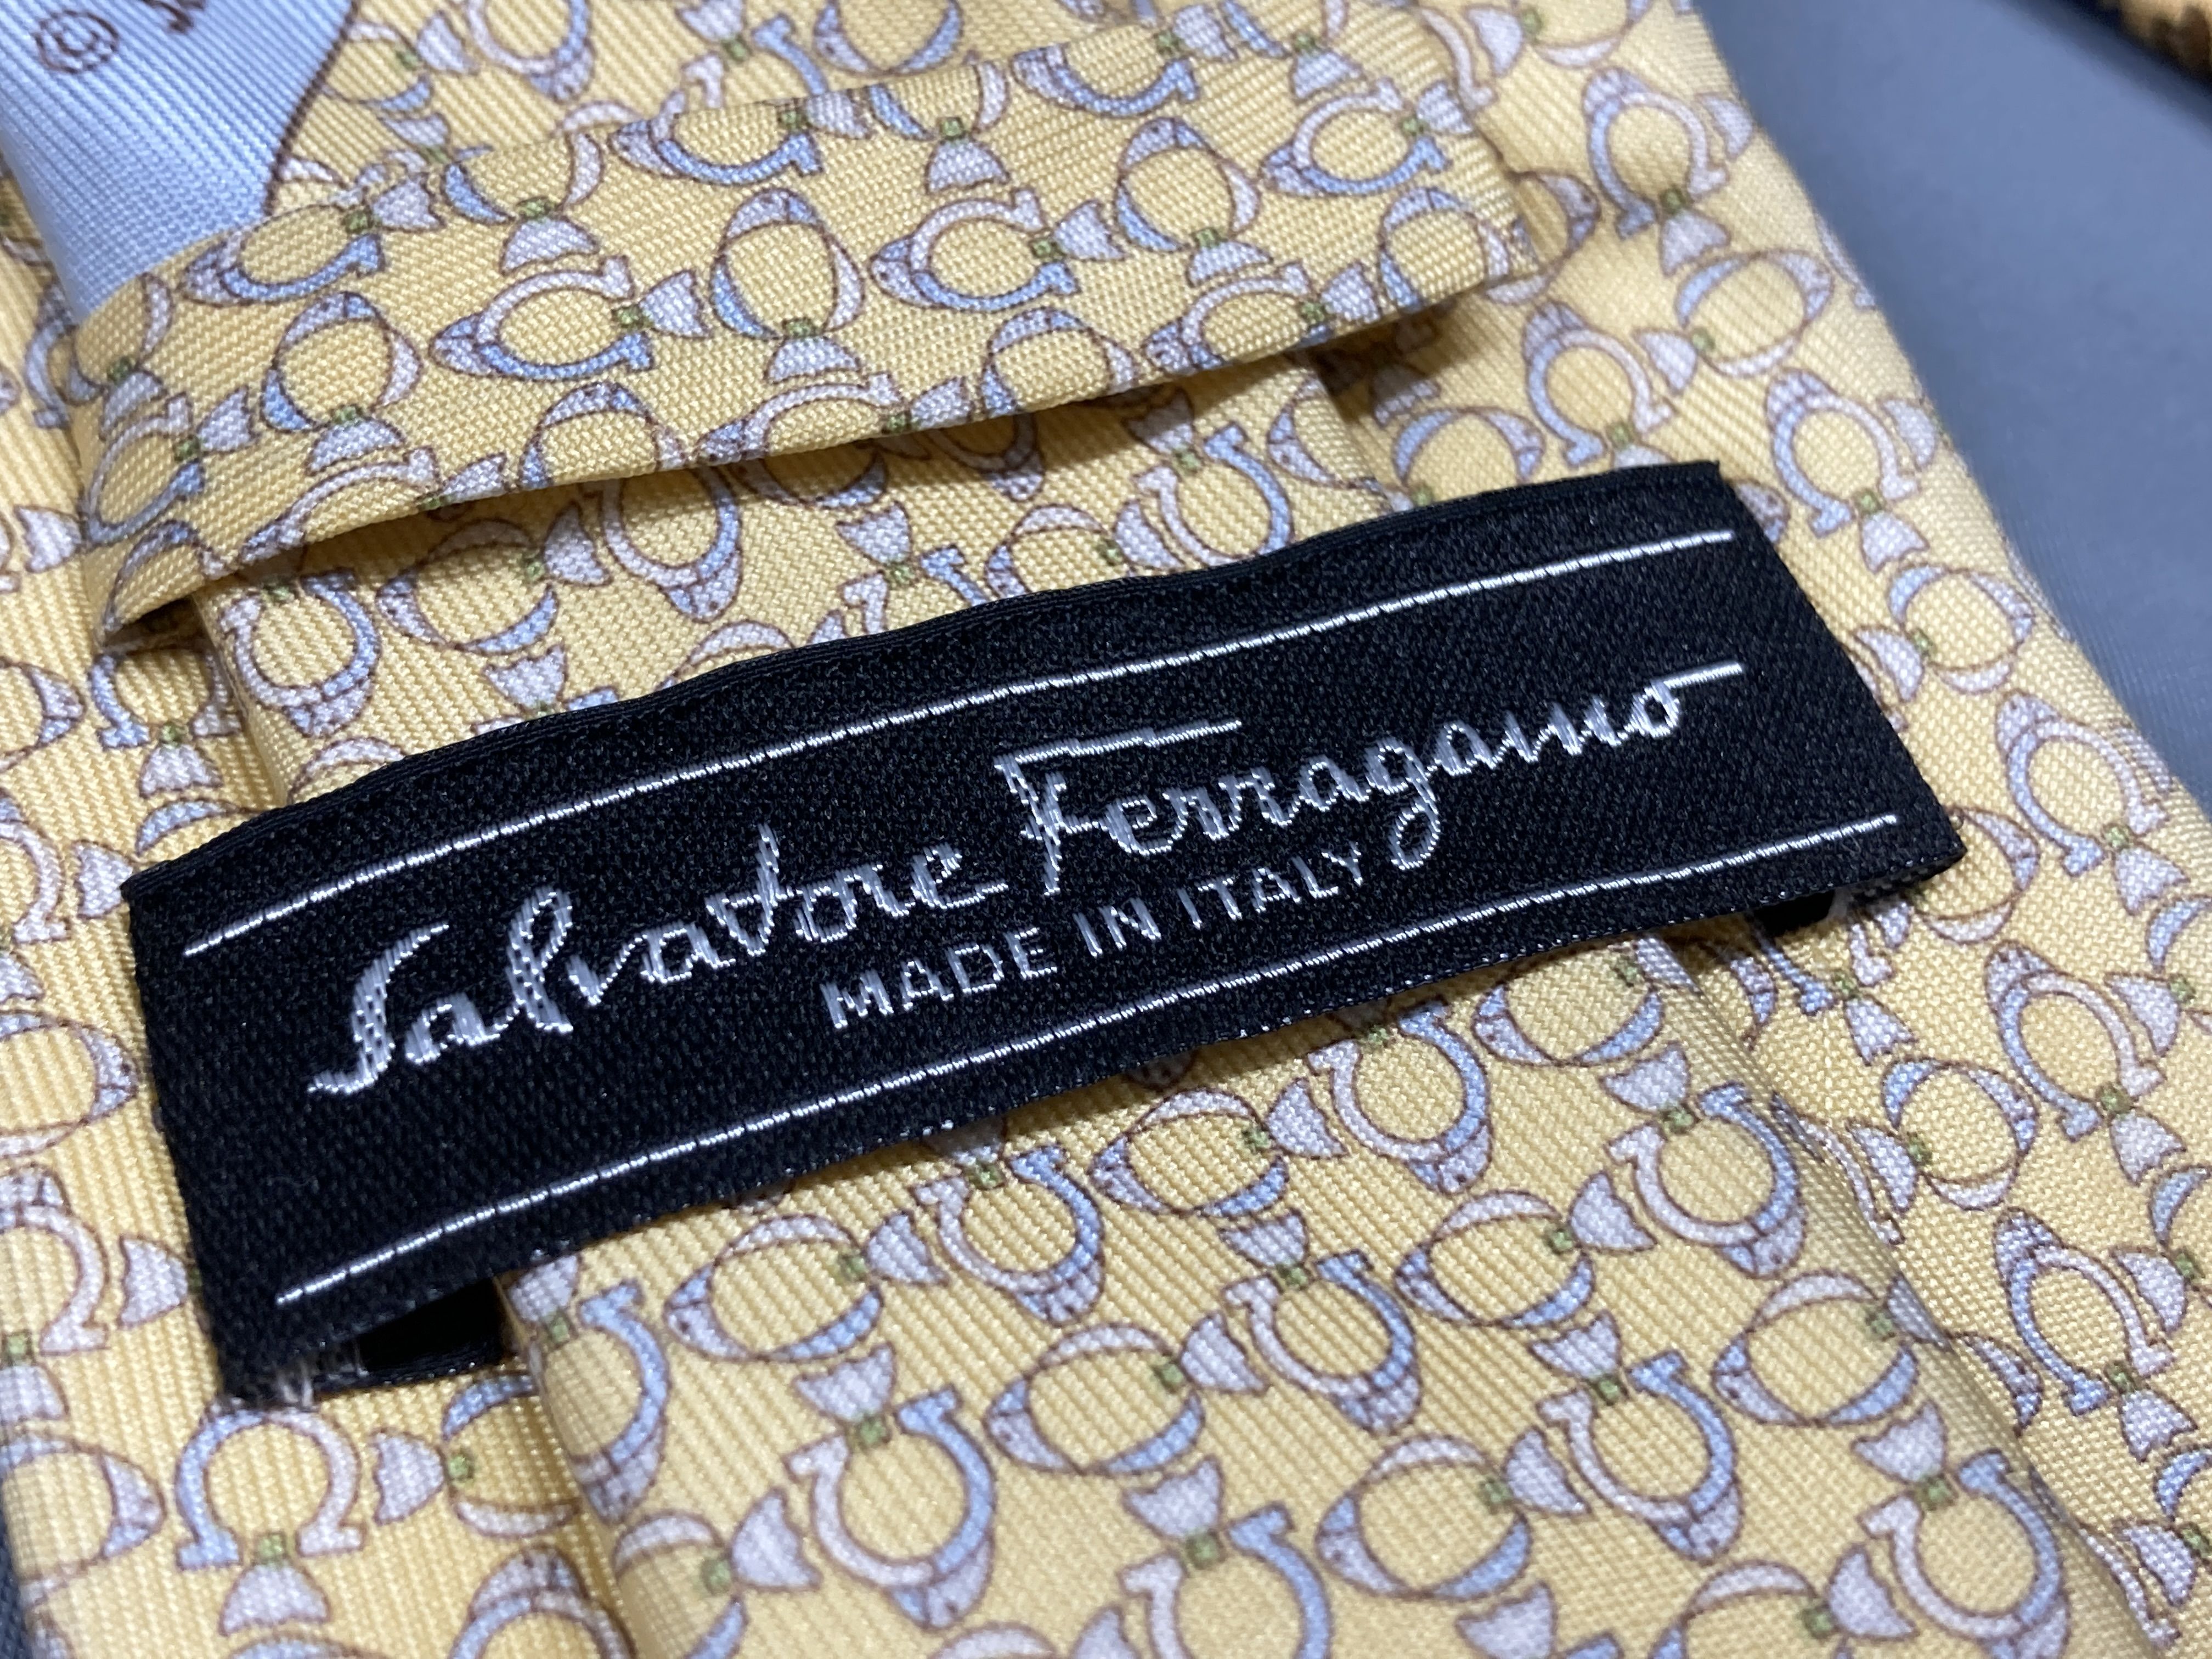 ©
Salvatore Ferragamo
MADE IN ITALY